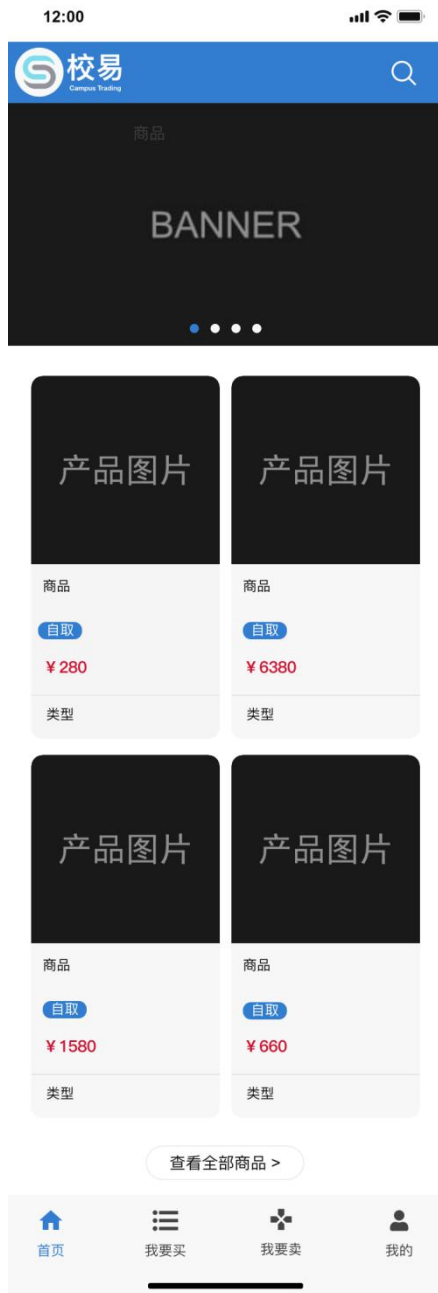 12:00
校易
Campus Trading
商品
BANNER
产品图片 产品图片
商品 商品
自取 自取
¥280 ¥6380
类型 类型
产品图片 产品图片
商品 商品
自取 自取
¥1580 ¥660
类型 类型
查看全部商品 >
首页 我要买 我要卖 我的